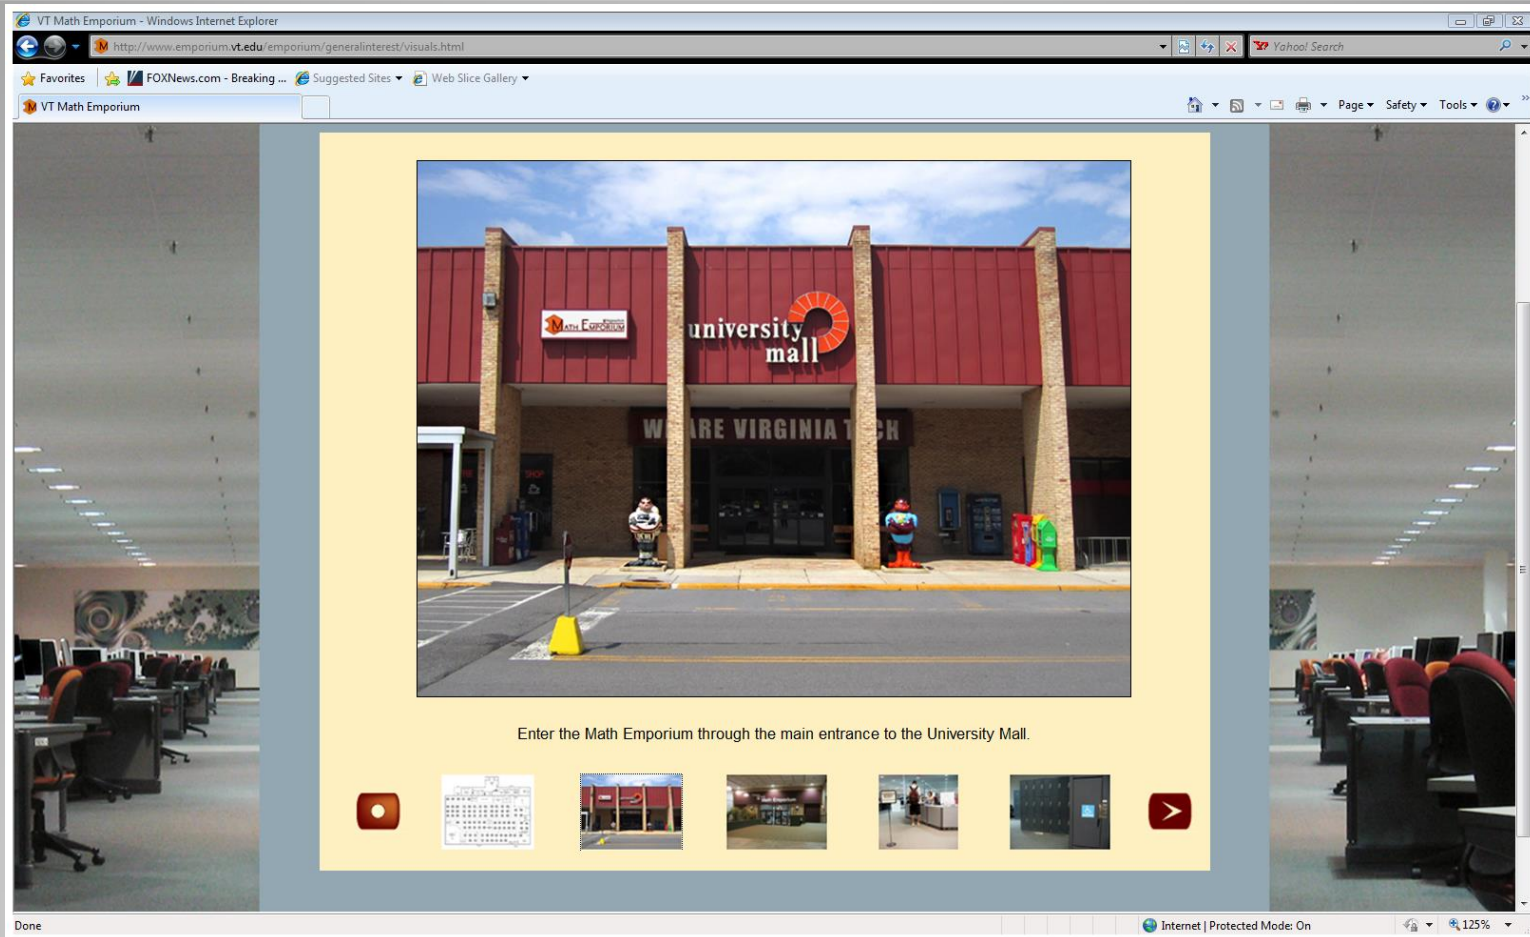 VT Math Emporium - Windows Internet Explorer
http://www.emporium.vt.edu/emporium/generalinterest/visuals.html
Yahoo! Search
Favorites FOXNews.com - Breaking ... Suggested Sites Web Slice Gallery
VT Math Emporium
Page Safety Tools
MATH EMPORIUM
university
mall
WE ARE VIRGINIA TECH
SHOP
Enter the Math Emporium through the main entrance to the University Mall.
Math Emporium
Done
Internet | Protected Mode: On
125%